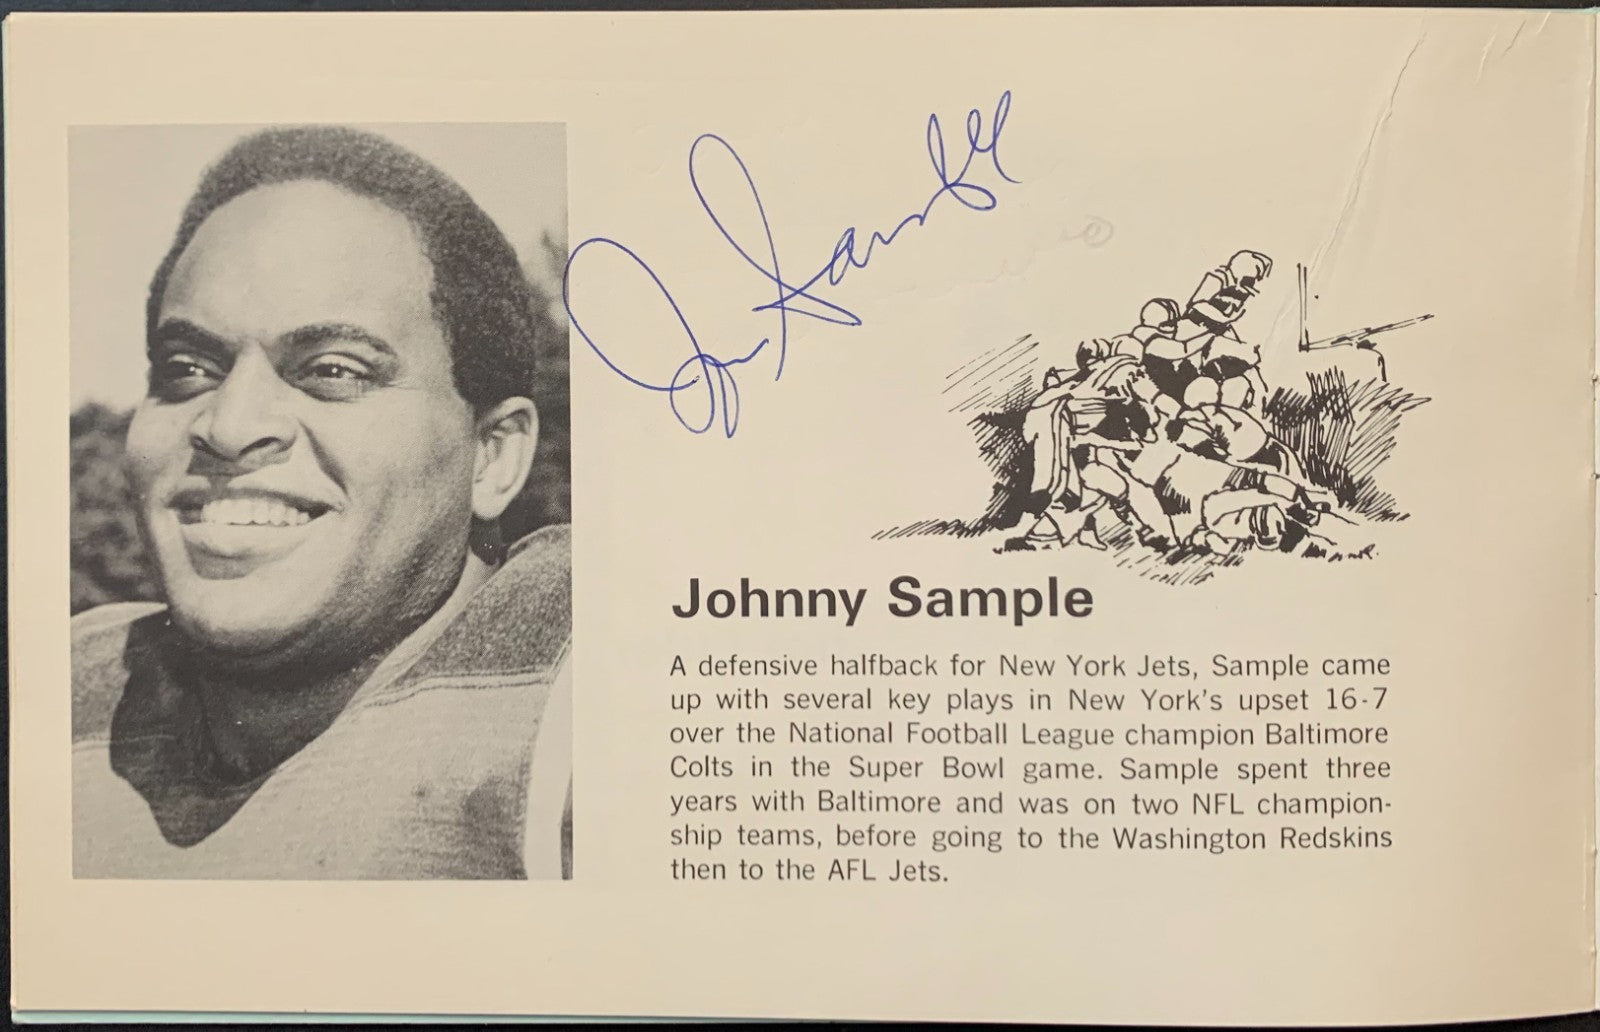 Jn Sample
Johnny Sample
A defensive halfback for New York Jets, Sample came
up with several key plays in New York's upset 16-7
over the National Football League champion Baltimore
Colts in the Super Bowl game. Sample spent three
years with Baltimore and was on two NFL champion-
ship teams, before going to the Washington Redskins
then to the AFL Jets.